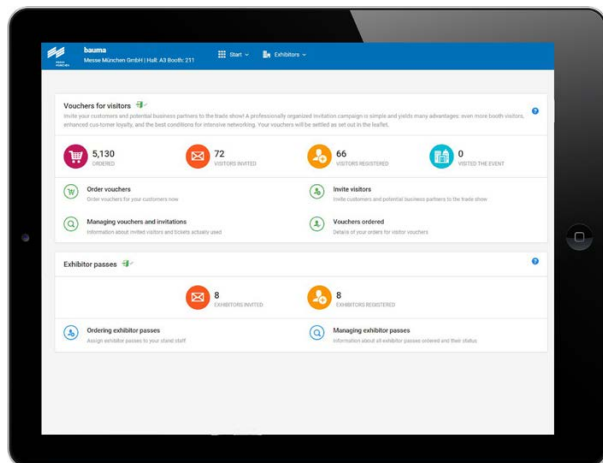 bauma
Messe München GmbH | Hall: A3 Booth: 211
Start
Exhibitors
Vouchers for visitors
Invite your customers and potential business partners to the trade show! A professionally organized invitation campaign is simple and yields many advantages: even more booth visitors,
enhanced cus-tomer loyalty, and the best conditions for intensive networking. Your vouchers will be settled as set out in the leaflet.
5,130
ORDERED
72
VISITORS INVITED
66
VISITORS REGISTERED
0
VISITED THE EVENT
Order vouchers
Order vouchers for your customers now
Invite visitors
Invite customers and potential business partners to the trade show
Managing vouchers and invitations
Information about invited visitors and tickets actually used
Vouchers ordered
Details of your orders for visitor vouchers
Exhibitor passes
8
EXHIBITORS INVITED
8
EXHIBITORS REGISTERED
Ordering exhibitor passes
Assign exhibitor passes to your stand staff
Managing exhibitor passes
Information about all exhibitor passes ordered and their status